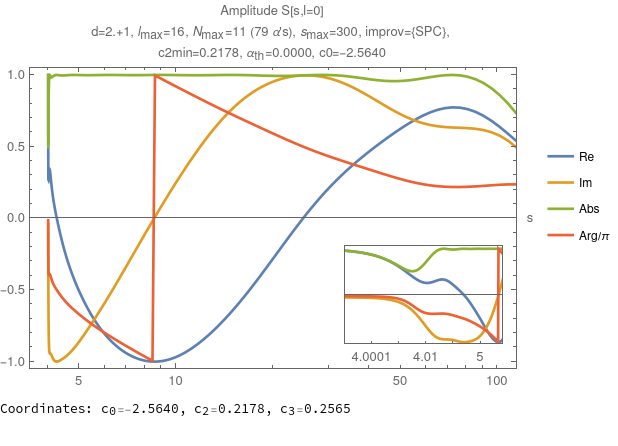 Amplitude S[s,l=0]
d=2.+1, lmax=16, Nmax=11 (79 α's), smax=300, improv={SPC},
c2min=0.2178, αth=0.0000, c0=-2.5640
1.0
0.5
0.0
-0.5
-1.0
s
Re
Im
Abs
Arg/π
4.0001 4.01 5
5 10 50 100
Coordinates: c0=-2.5640, c2=0.2178, c3=0.2565